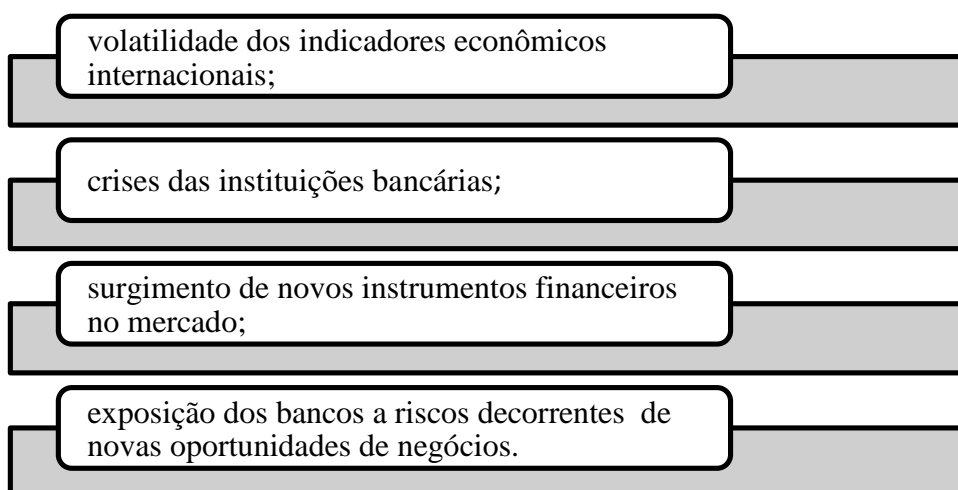 volatilidade dos indicadores econômicos
internacionais;
crises das instituições bancárias;
surgimento de novos instrumentos financeiros
no mercado;
exposição dos bancos a riscos decorrentes  de
novas oportunidades de negócios.